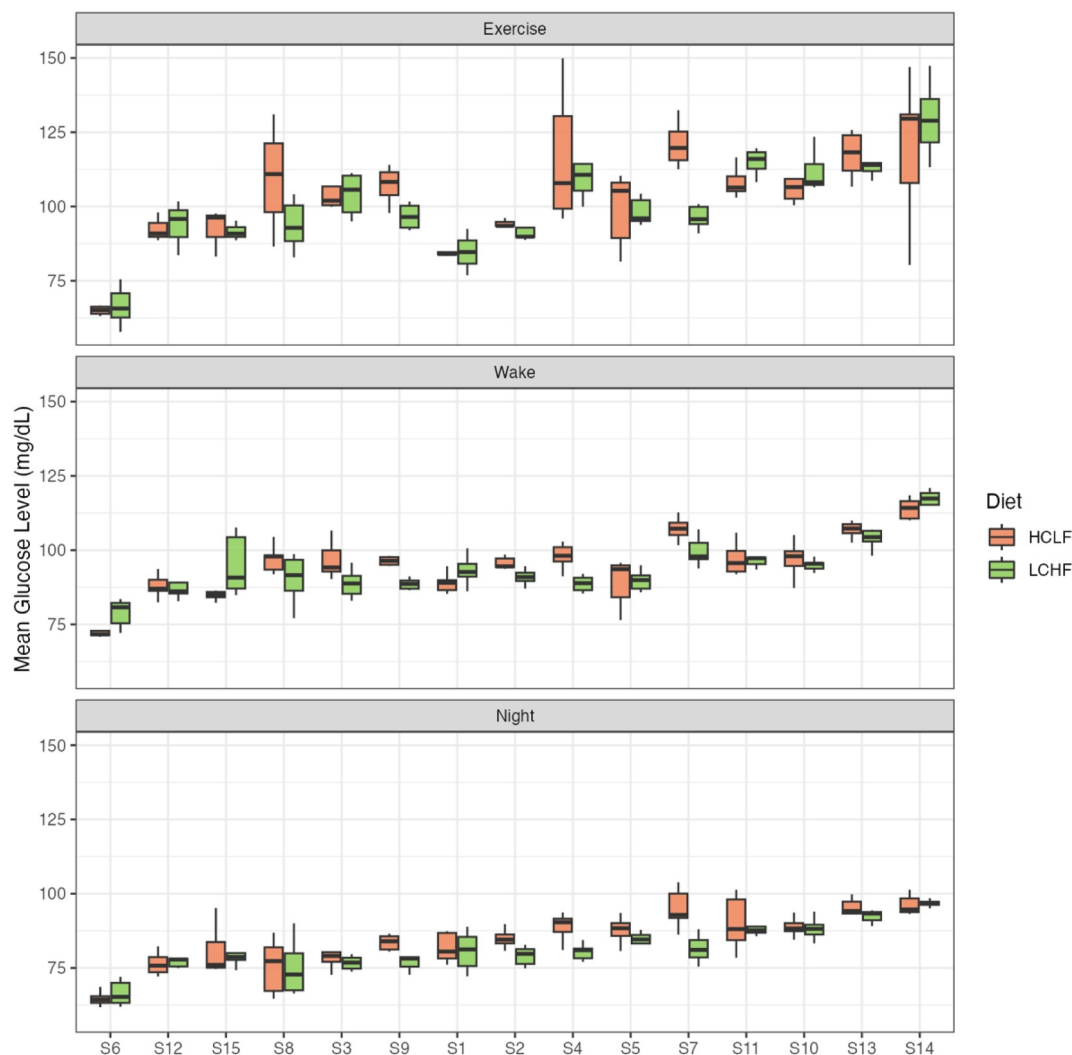 Exercise
150
125
100
75
Wake
150
125
100
75
Mean Glucose Level (mg/dL)
Night
150
125
100
75
S6 S12 S15 S8 S3 S9 S1 S2 S4 S5 S7 S11 S10 S13 S14
Diet
HCLF
LCHF